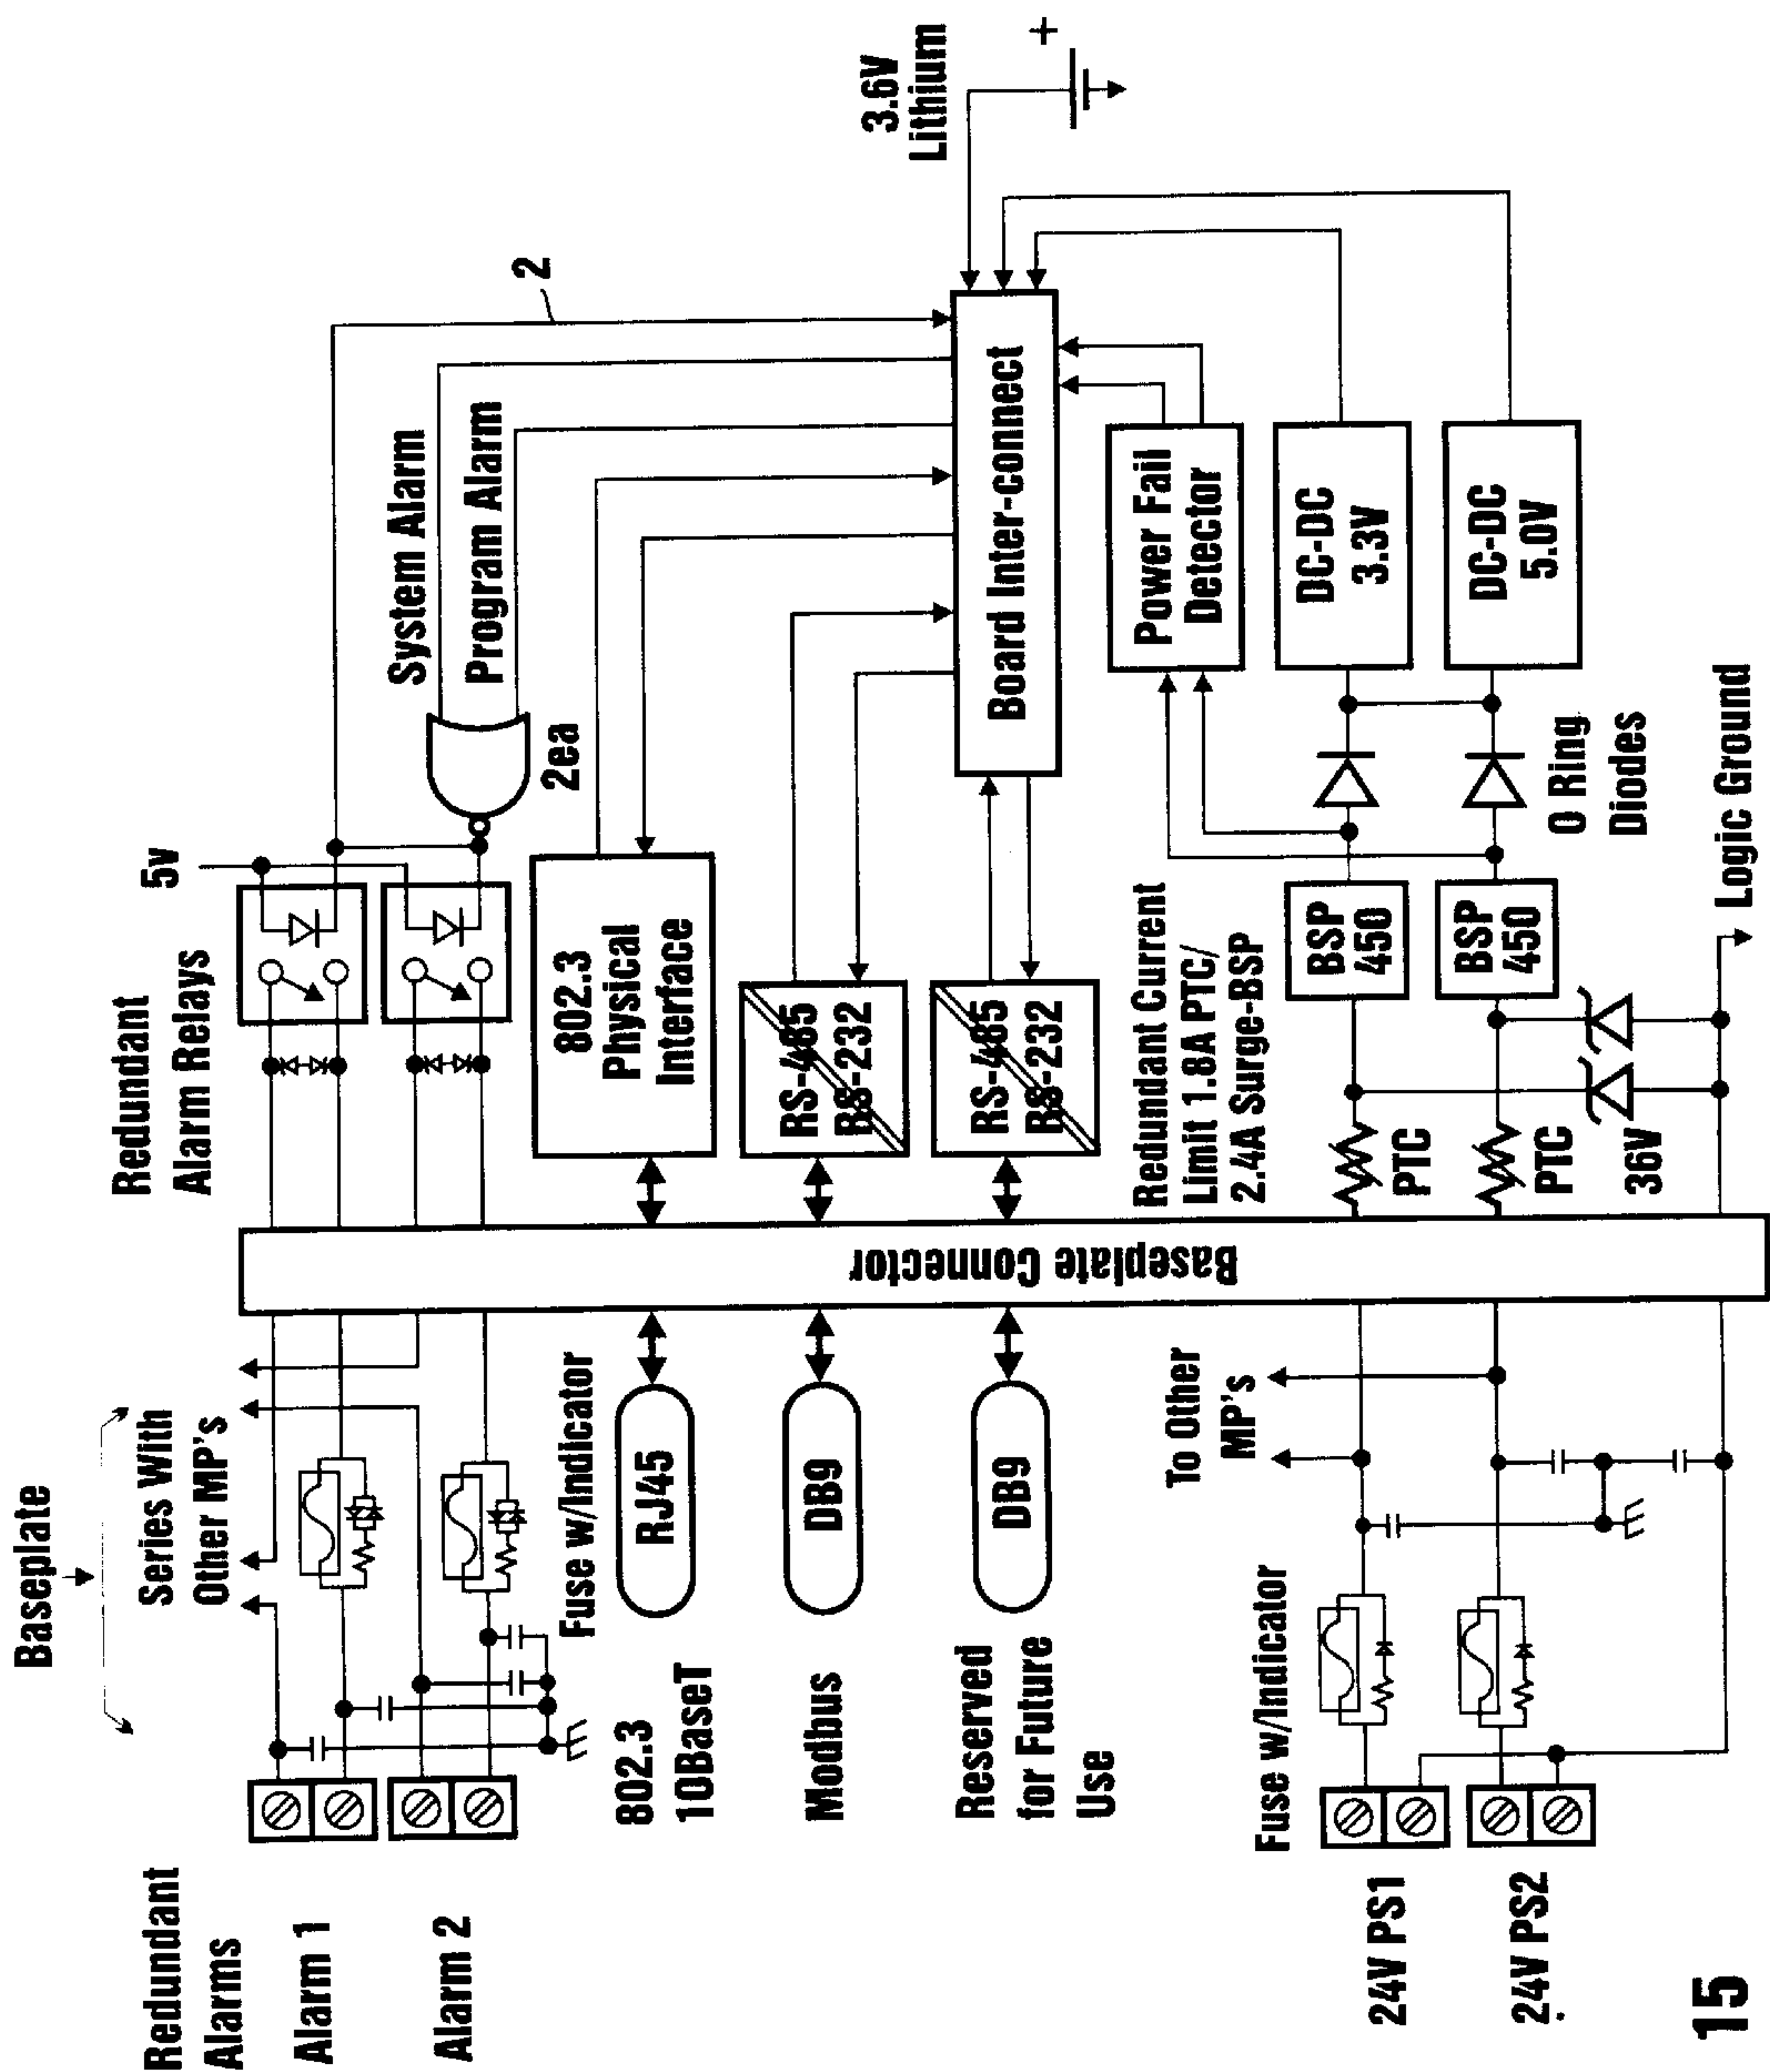 Baseplate
Redundant
Alarms
Alarm 1
Alarm 2
Series With
Other MP's
Redundant
Alarm Relays
5v
2
System Alarm
Program Alarm
2ea
3.6V
Lithium
+
Fuse w/Indicator
802.3
10BaseT
RJ45
802.3
Physical
Interface
Modbus
DB9
RS-485
RS-232
Reserved
for Future
Use
DB9
RS-485
RS-232
Baseplate Connector
Board Inter-connect
Redundant Current
Limit 1.8A PTC/
2.4A Surge-BSP
Power Fail
Detector
To Other
MP's
Fuse w/Indicator
24V PS1
24V PS2
PTC
PTC
36V
BSP
450
BSP
450
O Ring
Diodes
DC-DC
3.3V
DC-DC
5.0V
Logic Ground
15